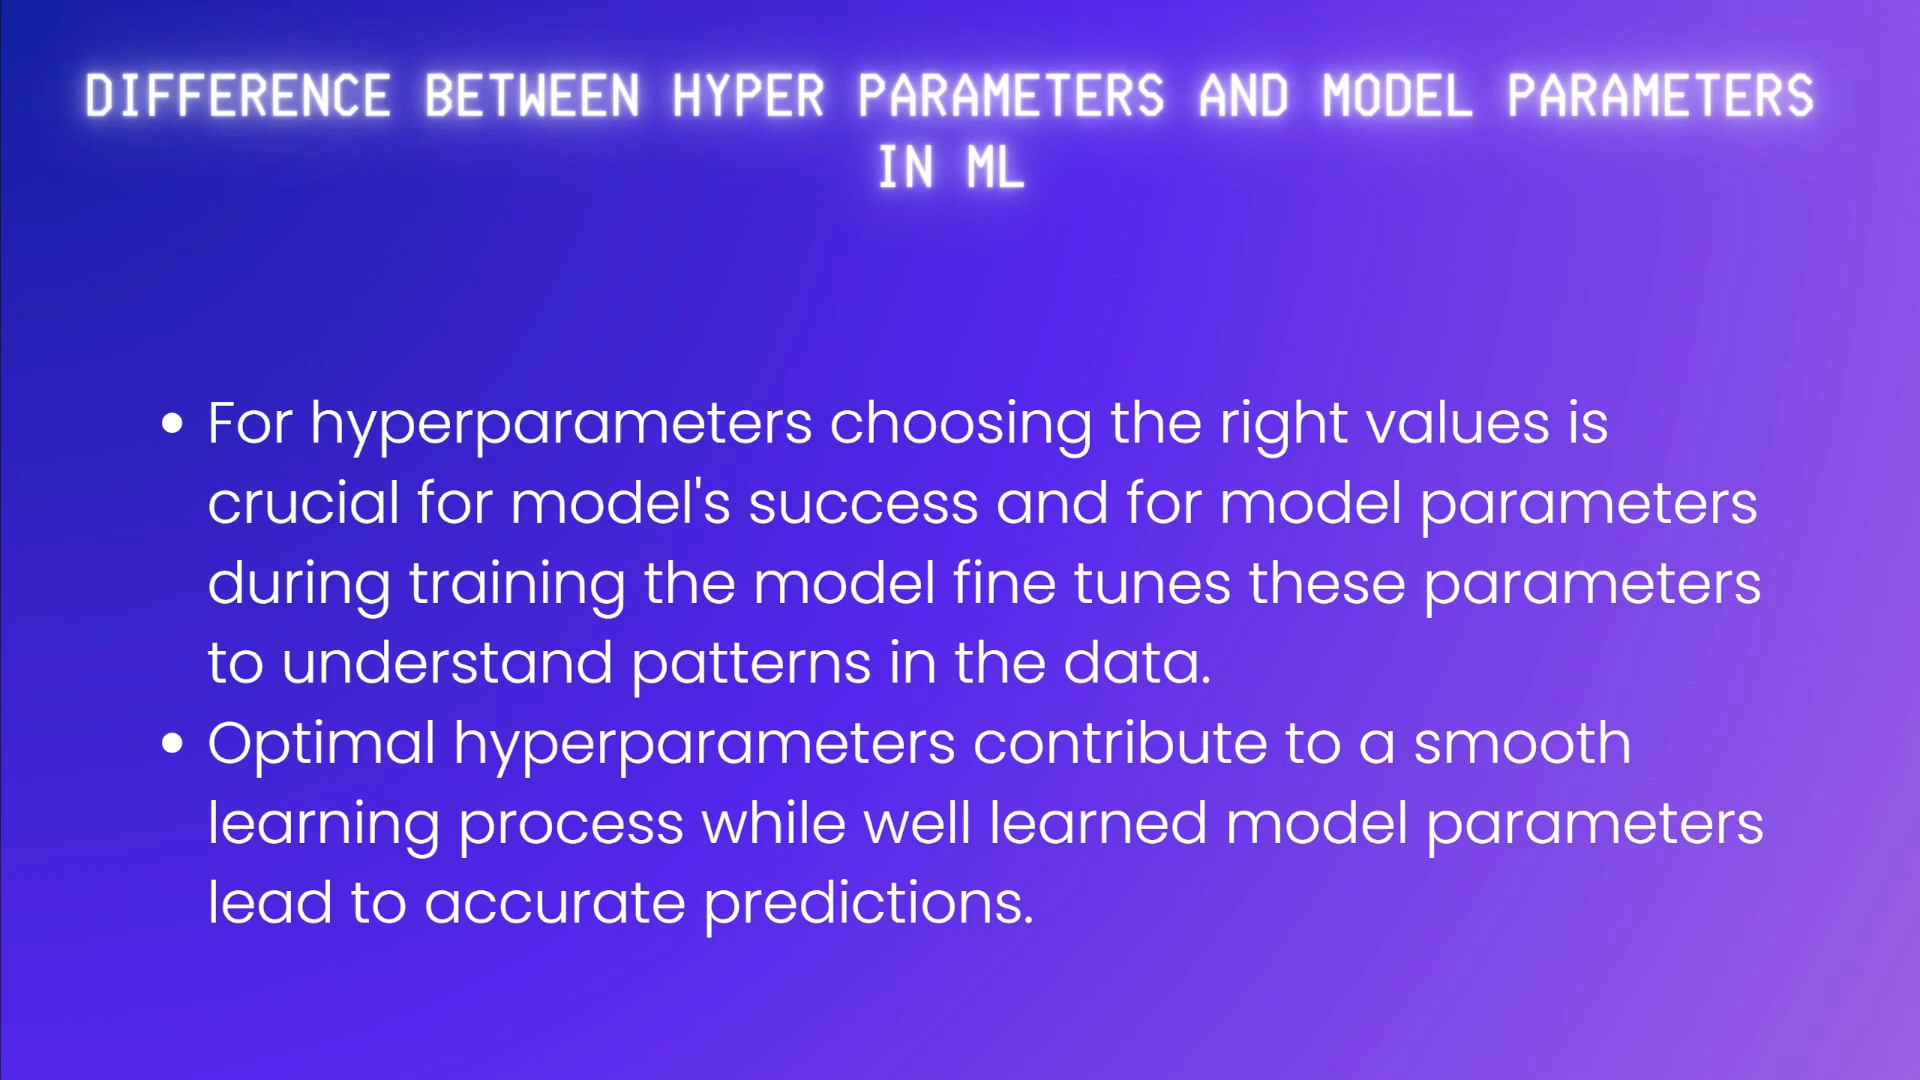 DIFFERENCE BETWEEN HYPER PARAMETERS AND MODEL PARAMETERS
IN ML
• For hyperparameters choosing the right values is
crucial for model's success and for model parameters
during training the model fine tunes these parameters
to understand patterns in the data.
• Optimal hyperparameters contribute to a smooth
learning process while well learned model parameters
lead to accurate predictions.